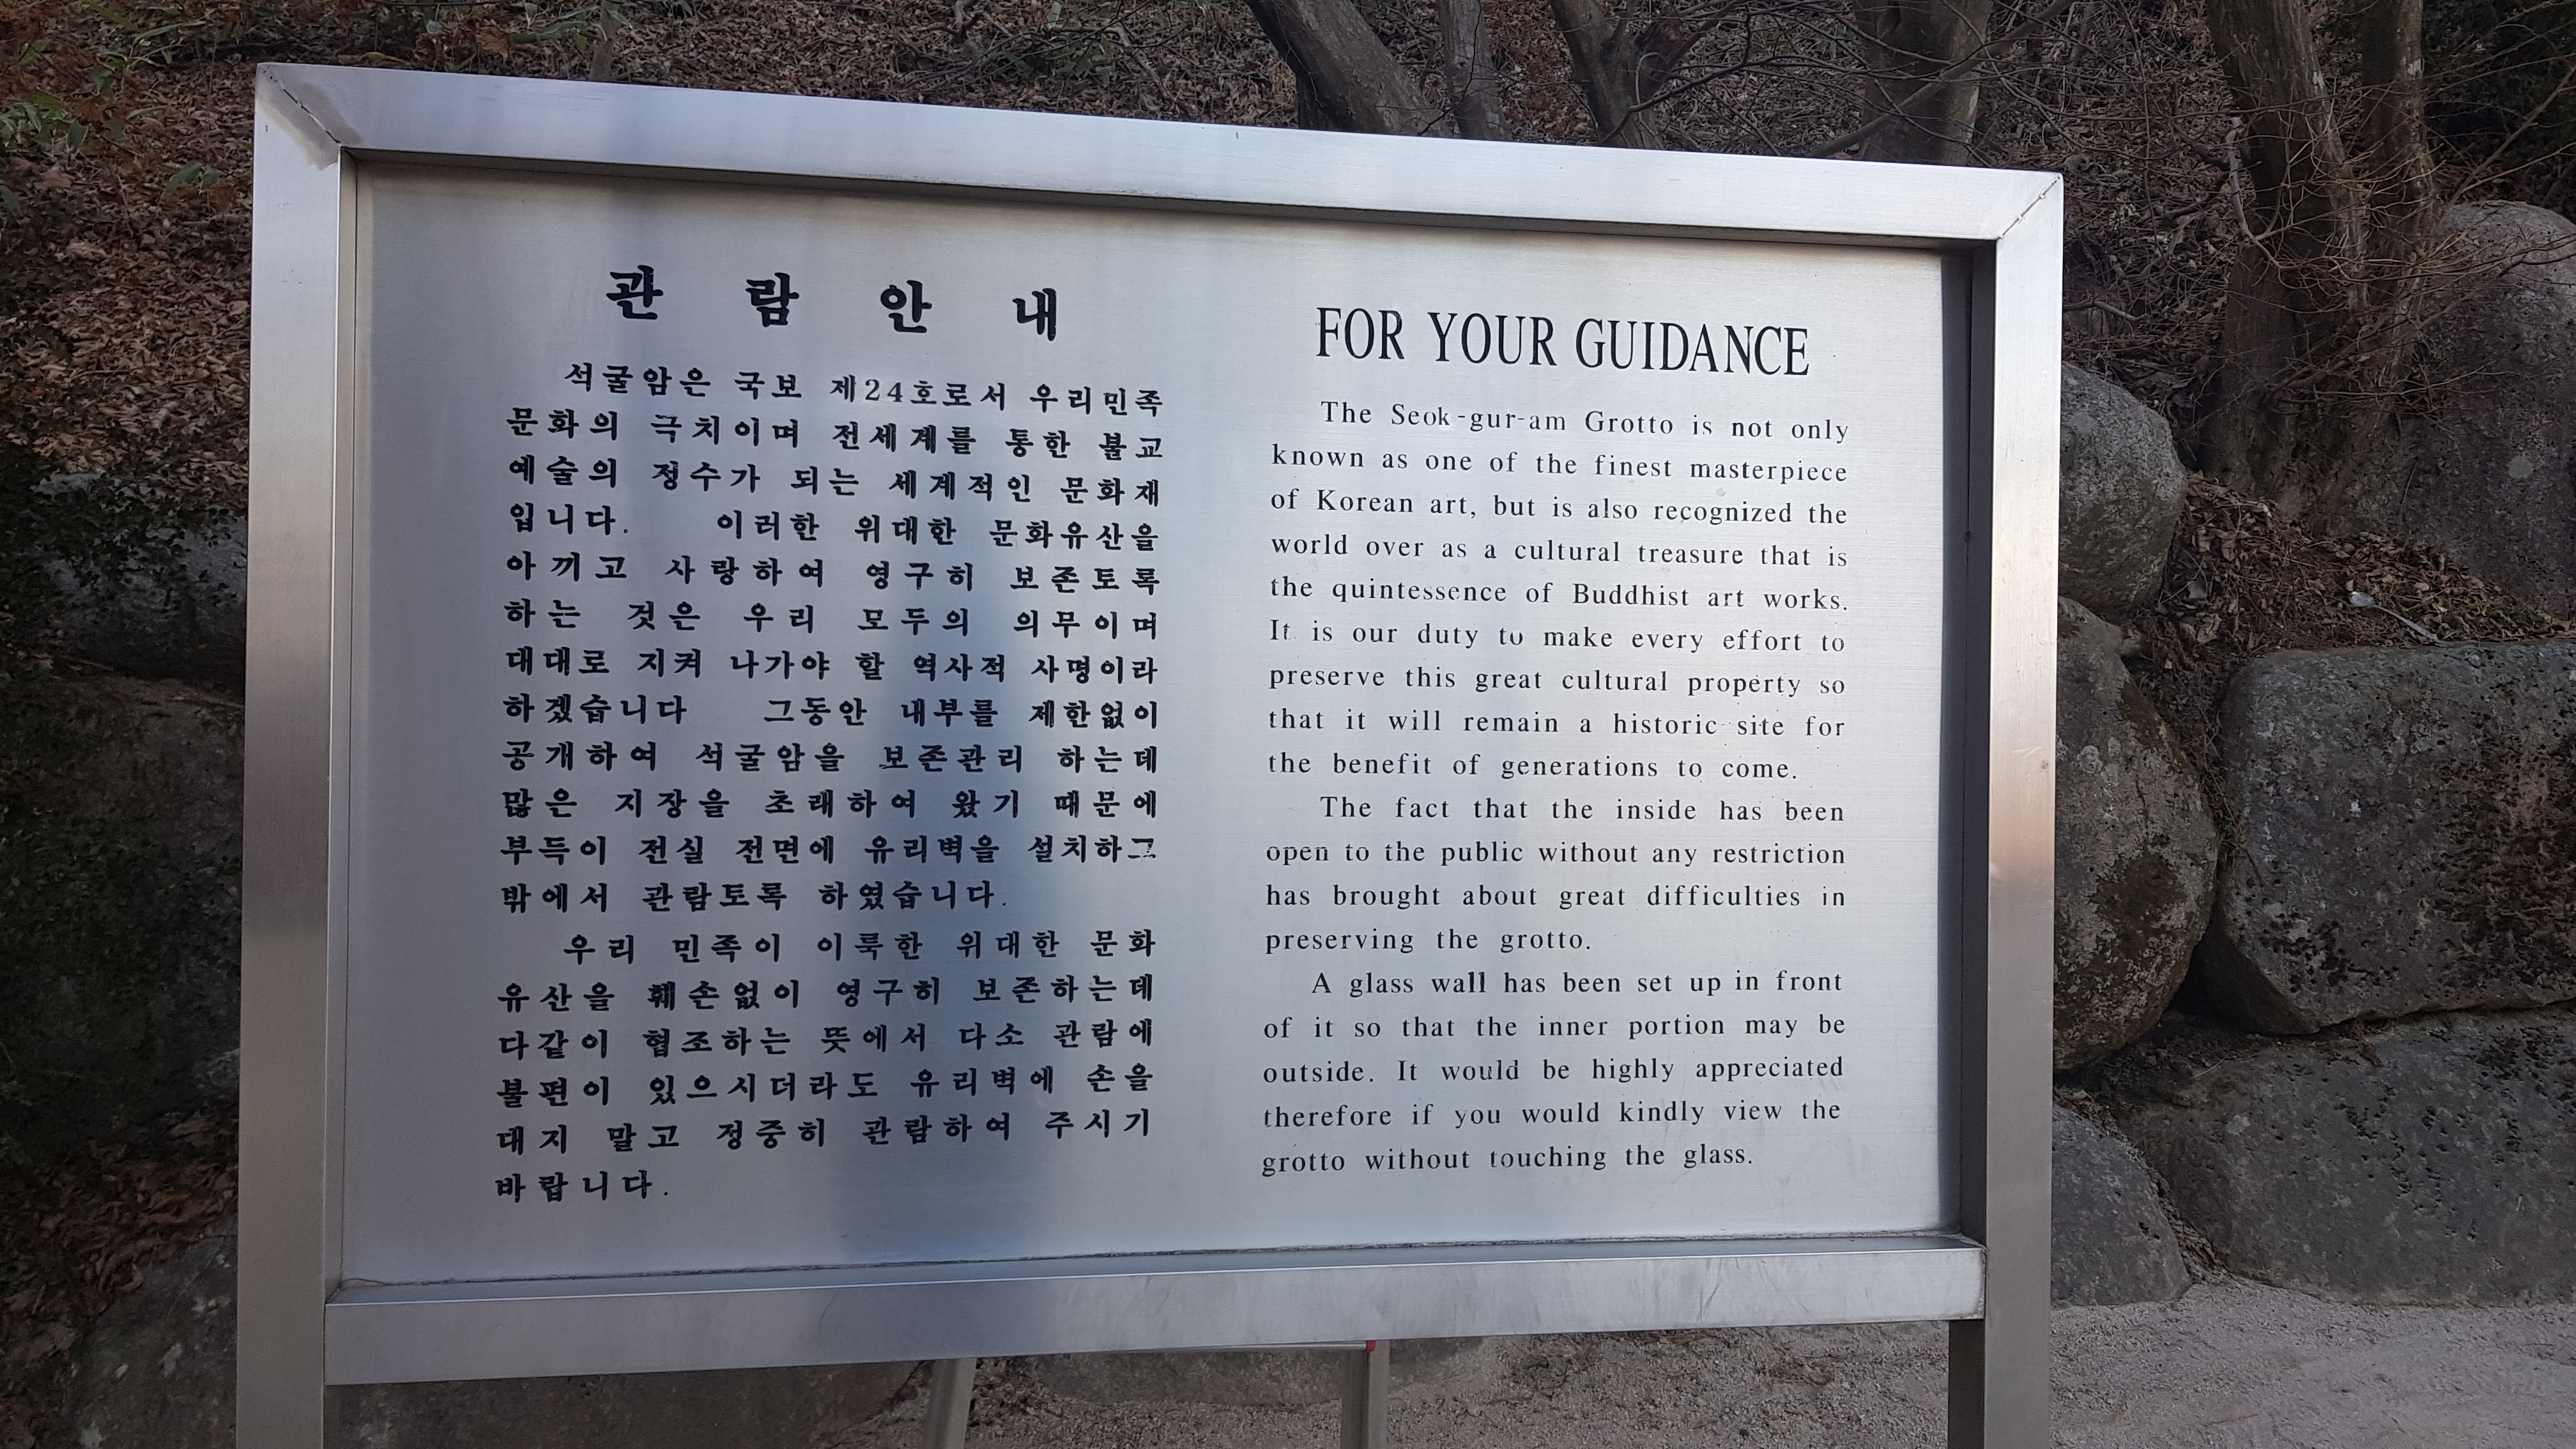 관 람 안 내
석굴암은 국보 제24호로서 우리민족
문화의 극치이며 전세계를 통한 불교
예술의 정수가 되는 세계적인 문화재
입니다. 이러한 위대한 문화유산을
아끼고 사랑하여 영구히 보존토록
하는 것은 우리 모두의 의무이며
대대로 지켜 나가야 할 역사적 사명이라
하겠습니다 그동안 내부를 제한없이
공개하여 석굴암을 보존관리 하는데
많은 지장을 초래하여 왔기 때문에
부득이 전실 전면에 유리벽을 설치하고
밖에서 관람토록 하였습니다.
우리 민족이 이룩한 위대한 문화
유산을 훼손없이 영구히 보존하는데
다같이 협조하는 뜻에서 다소 관람에
불편이 있으시더라도 유리벽에 손을
대지 말고 정중히 관람하여 주시기
바랍니다.
FOR YOUR GUIDANCE
The Seok-gur-am Grotto is not only
known as one of the finest masterpiece
of Korean art, but is also recognized the
world over as a cultural treasure that is
the quintessence of Buddhist art works.
It is our duty to make every effort to
preserve this great cultural property so
that it will remain a historic site for
the benefit of generations to come.
The fact that the inside has been
open to the public without any restriction
has brought about great difficulties in
preserving the grotto.
A glass wall has been set up in front
of it so that the inner portion may be
outside. It would be highly appreciated
therefore if you would kindly view the
grotto without touching the glass.